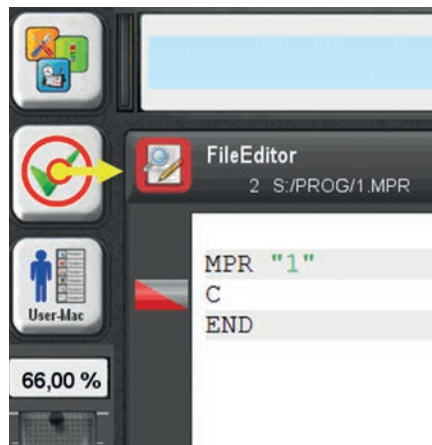 FileEditor
2 S:/PROG/1.MPR
MPR "1"
C
END
User-Mac
66,00 %